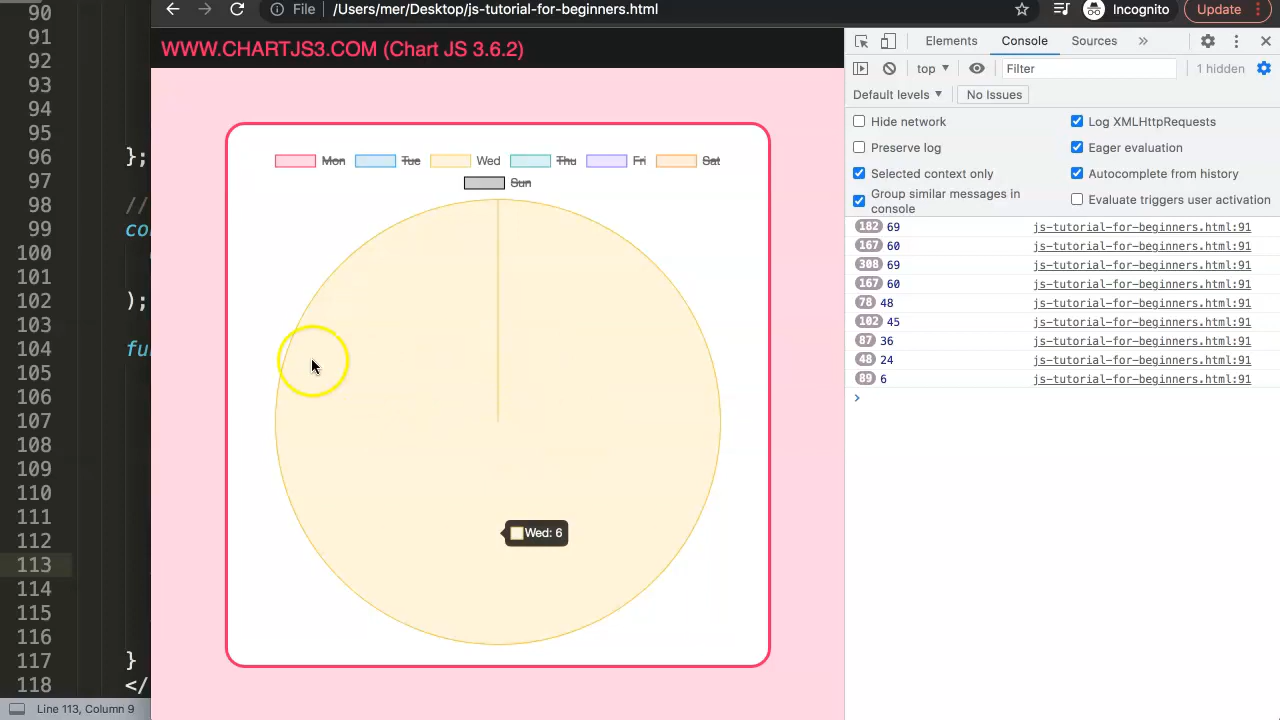 90
91
92
93
94
95
96 };
97
98 //
99 co
100
101
102 );
103
104 fu
105
106
107
108
109
110
111
112
113
114
115
116
117 }
118 </
Line 113, Column 9
File /Users/mer/Desktop/js-tutorial-for-beginners.html Incognito Update
WWW.CHARTJS3.COM (Chart JS 3.6.2)
Mon Tue Wed Thu Fri Sat
Sun
Wed: 6
Elements Console Sources »
top ▼ Filter 1 hidden
Default levels ▼ No Issues
Hide network Log XMLHttpRequests
Preserve log Eager evaluation
Selected context only Autocomplete from history
Group similar messages in Evaluate triggers user activation
console
182 69 js-tutorial-for-beginners.html:91
167 60 js-tutorial-for-beginners.html:91
308 69 js-tutorial-for-beginners.html:91
167 60 js-tutorial-for-beginners.html:91
78 48 js-tutorial-for-beginners.html:91
102 45 js-tutorial-for-beginners.html:91
87 36 js-tutorial-for-beginners.html:91
48 24 js-tutorial-for-beginners.html:91
89 6 js-tutorial-for-beginners.html:91
>